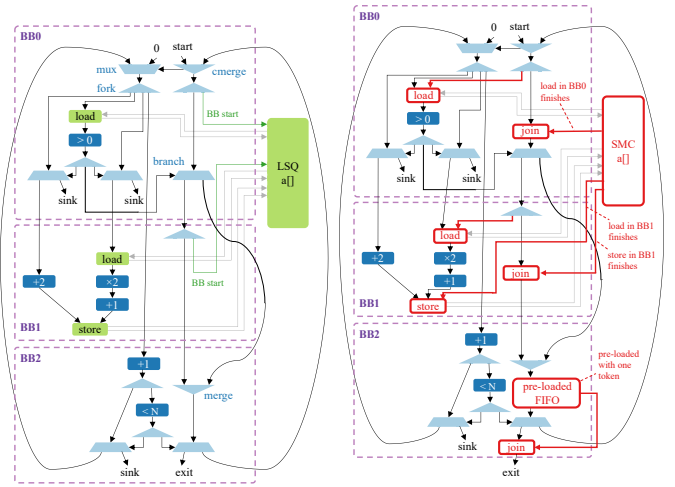 BB0
0
start
mux
cmerge
fork
load
BB start
> 0
LSQ
a[]
branch
sink
sink
load
+2
×2
BB start
+1
BB1
store
BB2
+1
merge
< N
sink
exit
BB0
0
start
load
load in BB0
finishes
> 0
join
SMC
a[]
sink
sink
load in BB1
finishes
load
store in BB1
finishes
+2
×2
join
+1
BB1
store
BB2
+1
pre-loaded
with one
token
< N
pre-loaded
FIFO
sink
join
exit